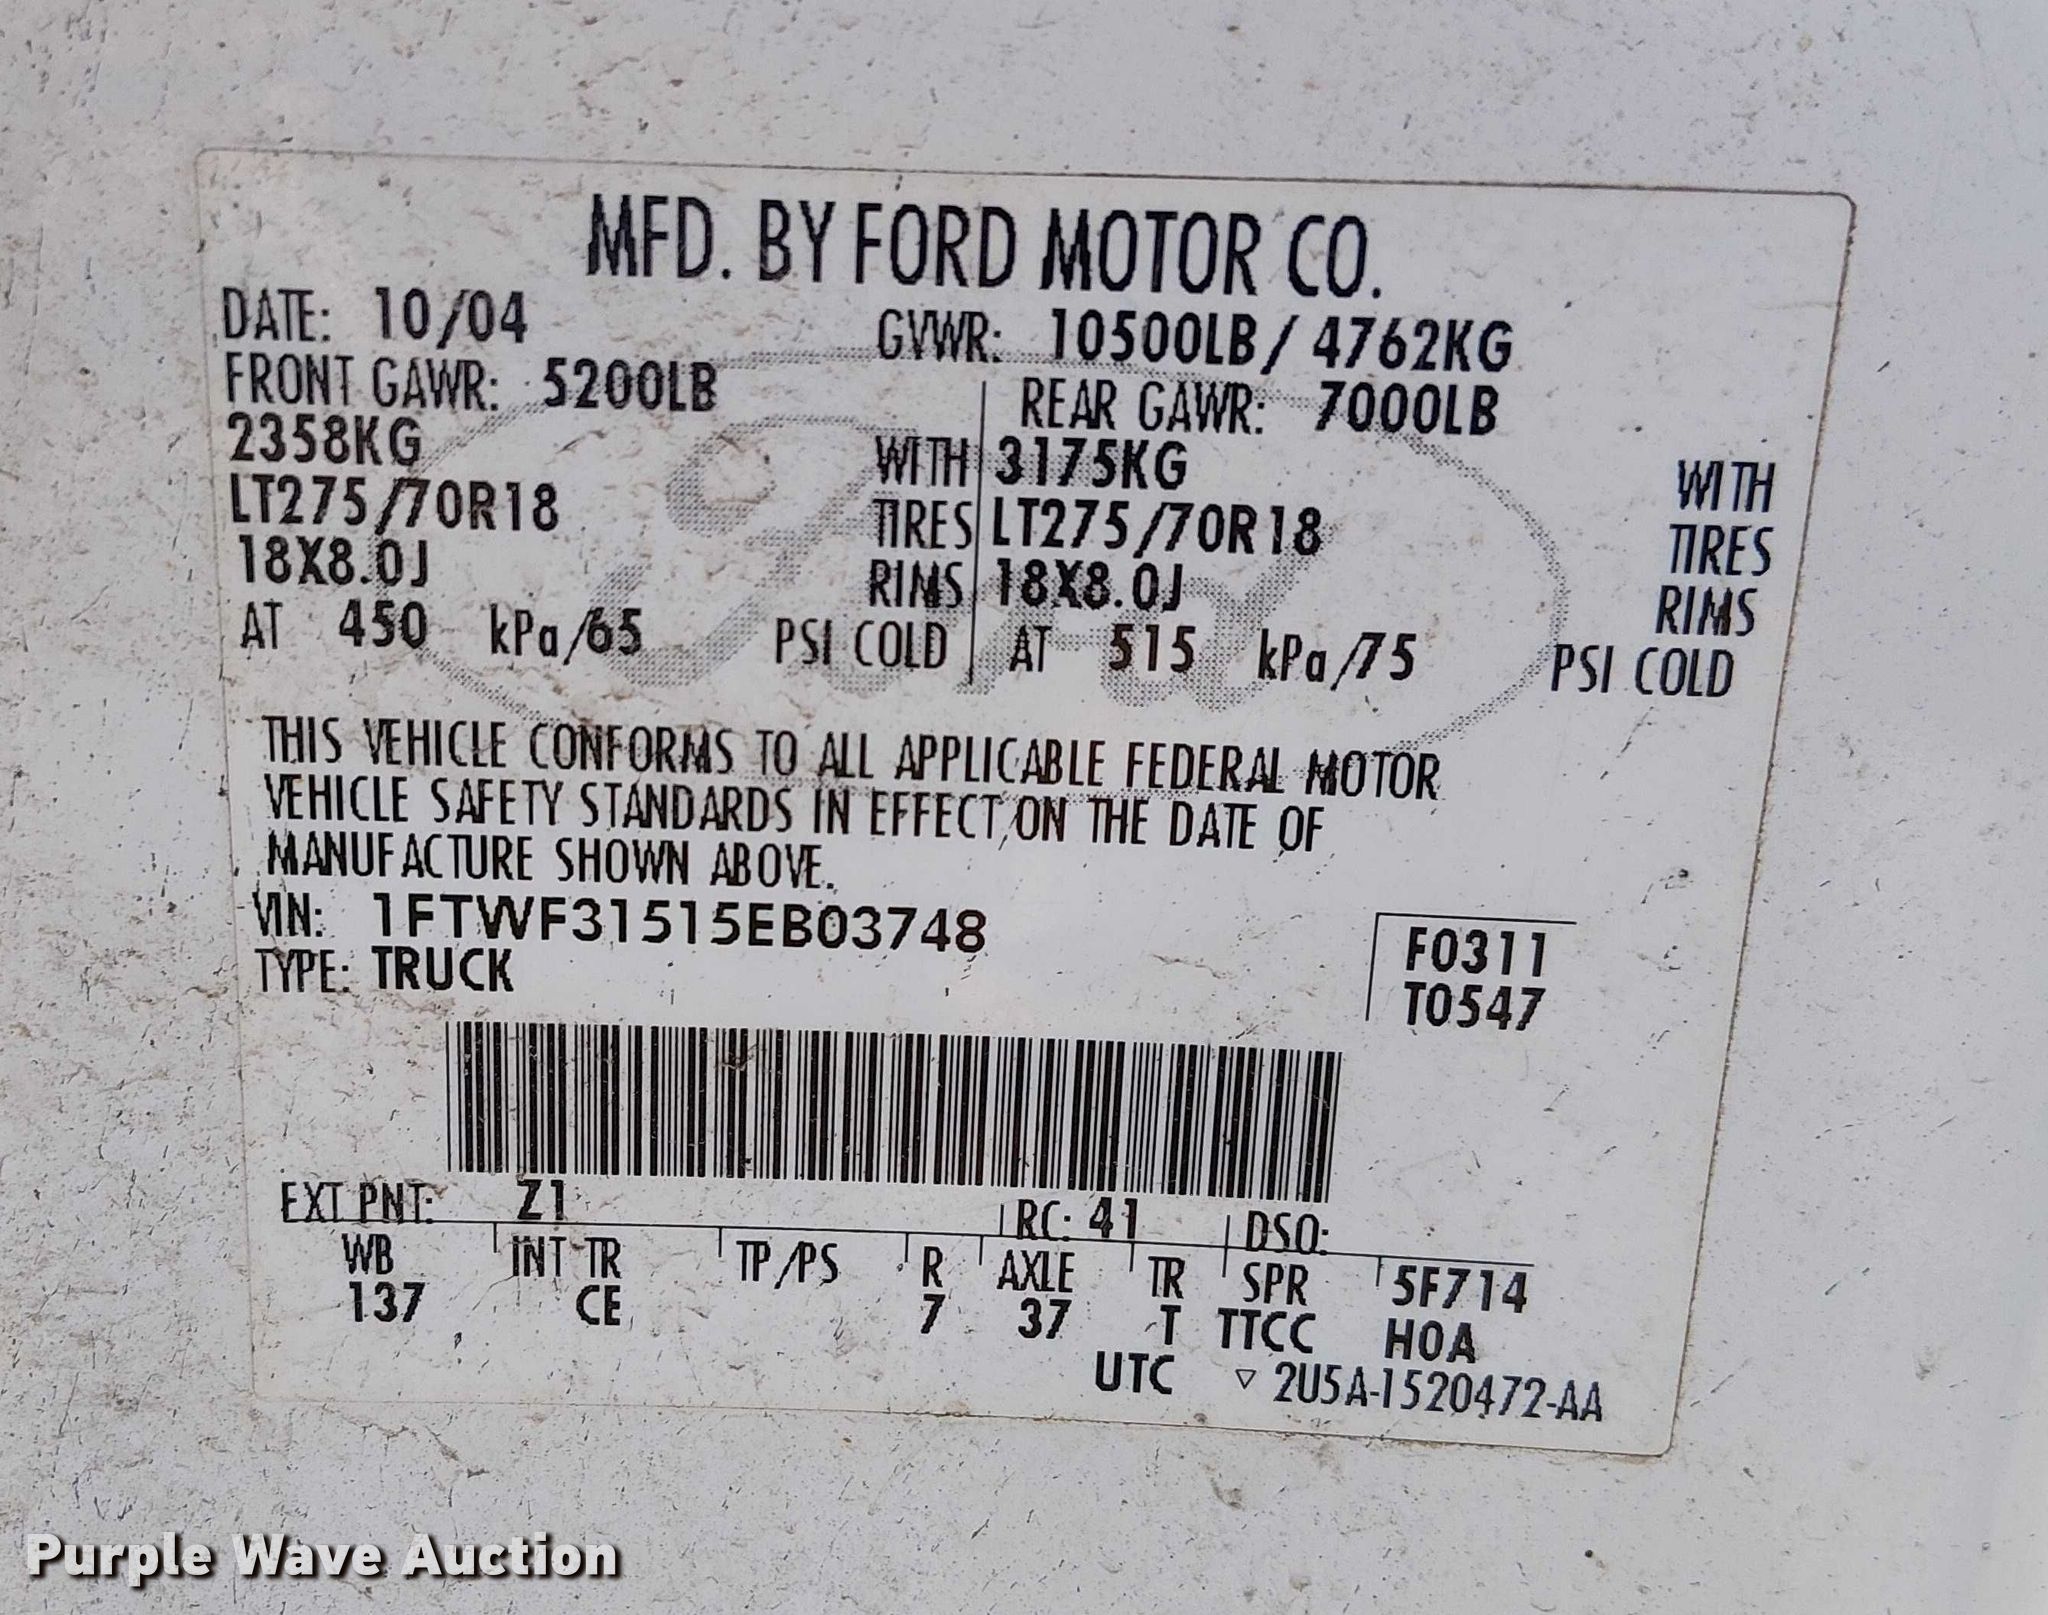 MFD. BY FORD MOTOR CO.
DATE: 10/04 GVWR: 10500LB / 4762KG
FRONT GAWR: 5200LB REAR GAWR: 7000LB
2358KG WITH 3175KG WITH
LT275/70R18 TIRES LT275/70R18 TIRES
18X8.0J RIMS 18X8.0J RIMS
AT 450 kPa/65 PSI COLD AT 515 kPa/75 PSI COLD
THIS VEHICLE CONFORMS TO ALL APPLICABLE FEDERAL MOTOR
VEHICLE SAFETY STANDARDS IN EFFECT ON THE DATE OF
MANUFACTURE SHOWN ABOVE.
VIN: 1FTWF31515EB03748 F0311
TYPE: TRUCK T0547
EXT PNT: Z1 RC: 41 DSO:
WB INT TR TP/PS R AXLE TR SPR 5F714
137 CE 7 37 T TTCC H0A
UTC ▽ 2U5A-1520472-AA
Purple Wave Auction